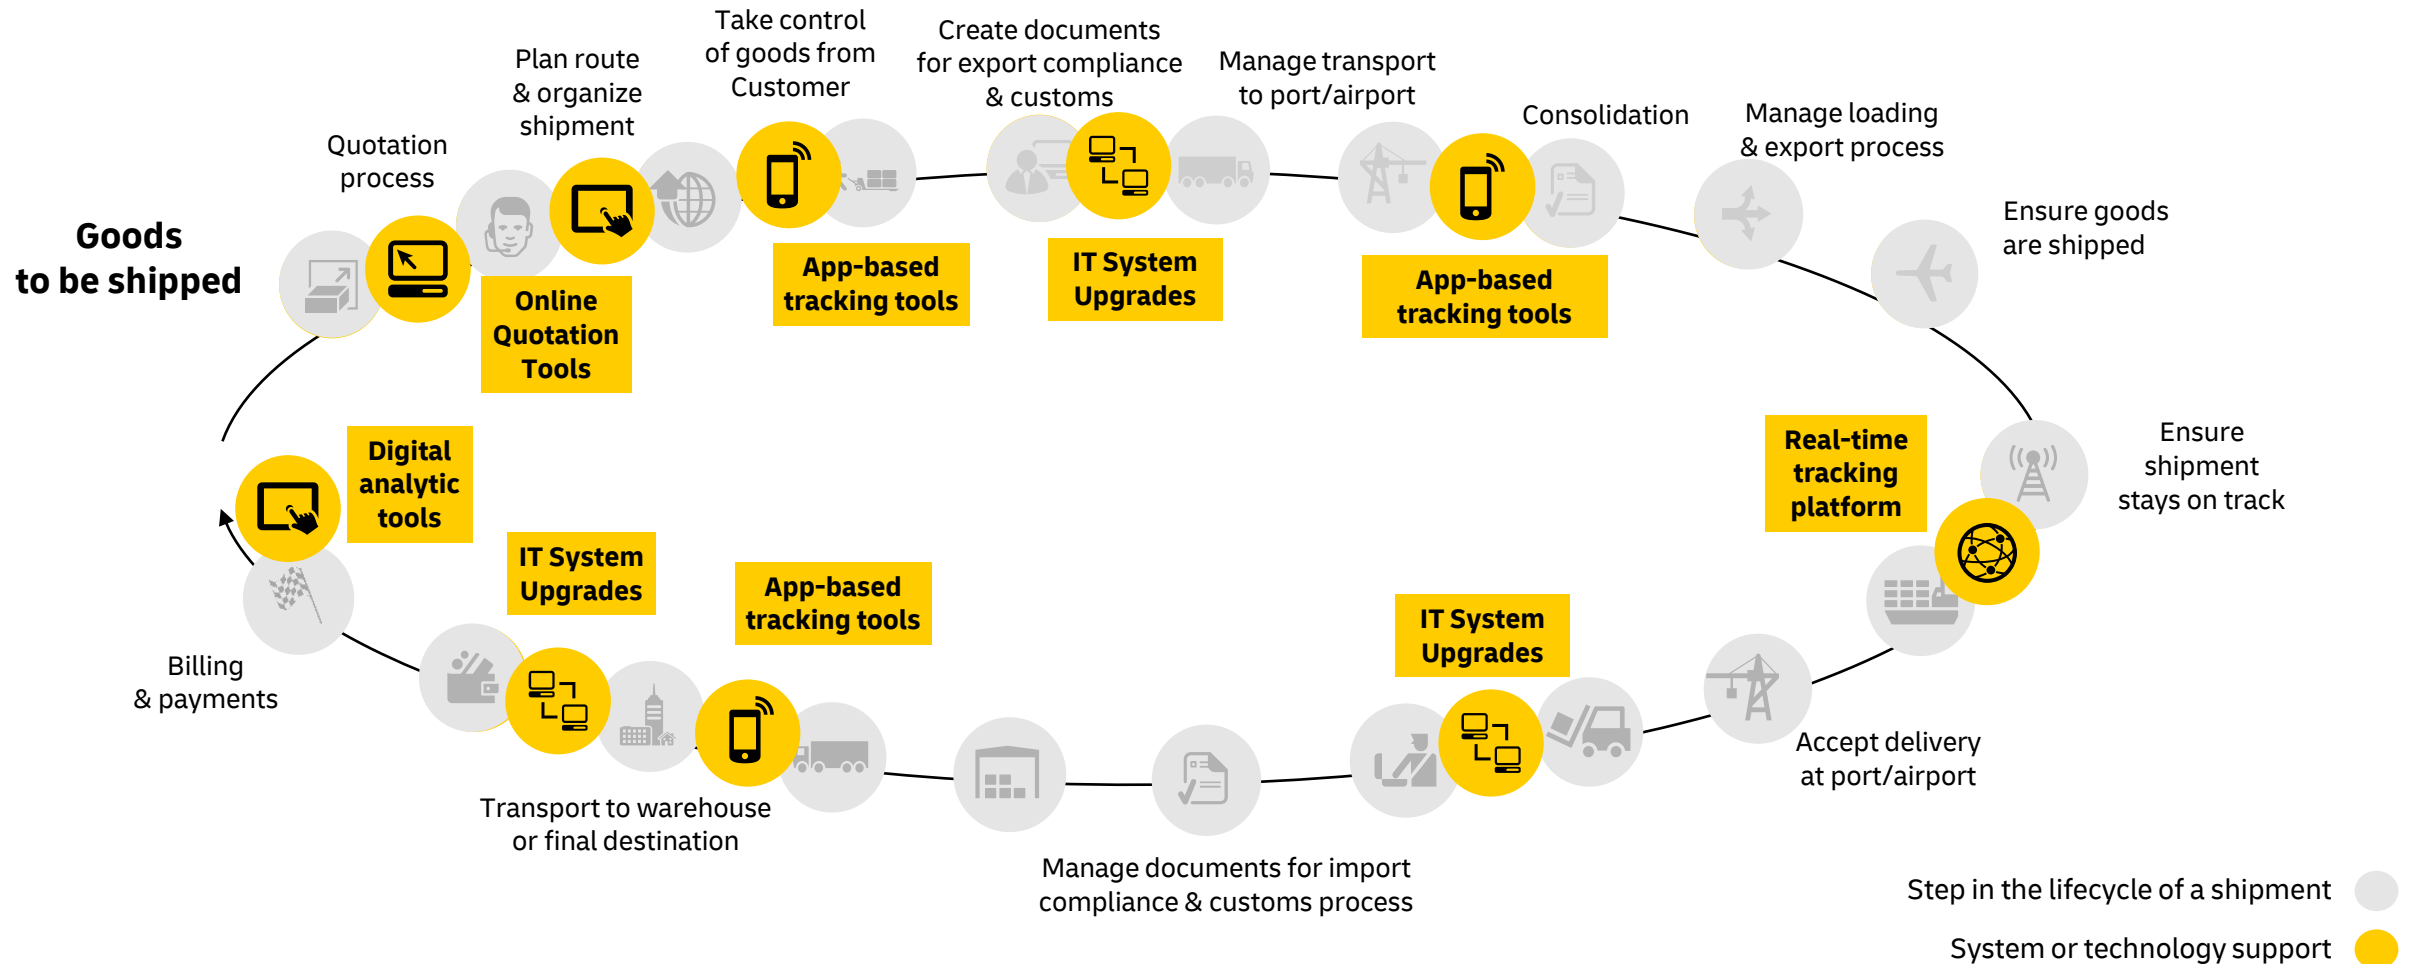 Goods
to be shipped
Quotation
process
Plan route
& organize
shipment
Take control
of goods from
Customer
Create documents
for export compliance
& customs
Manage transport
to port/airport
Consolidation
Manage loading
& export process
Ensure goods
are shipped
Online
Quotation
Tools
App-based
tracking tools
IT System
Upgrades
App-based
tracking tools
Real-time
tracking
platform
Ensure
shipment
stays on track
Digital
analytic
tools
IT System
Upgrades
App-based
tracking tools
IT System
Upgrades
Billing
& payments
Transport to warehouse
or final destination
Manage documents for import
compliance & customs process
Accept delivery
at port/airport
Step in the lifecycle of a shipment
System or technology support